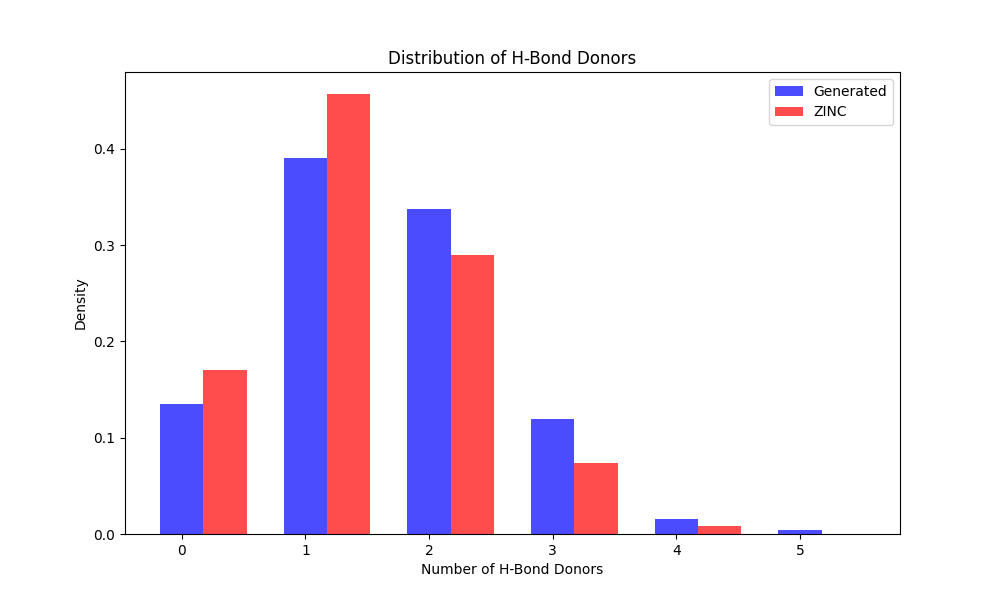 Distribution of H-Bond Donors
Generated
ZINC
Density
0.4
0.3
0.2
0.1
0.0
0 1 2 3 4 5
Number of H-Bond Donors